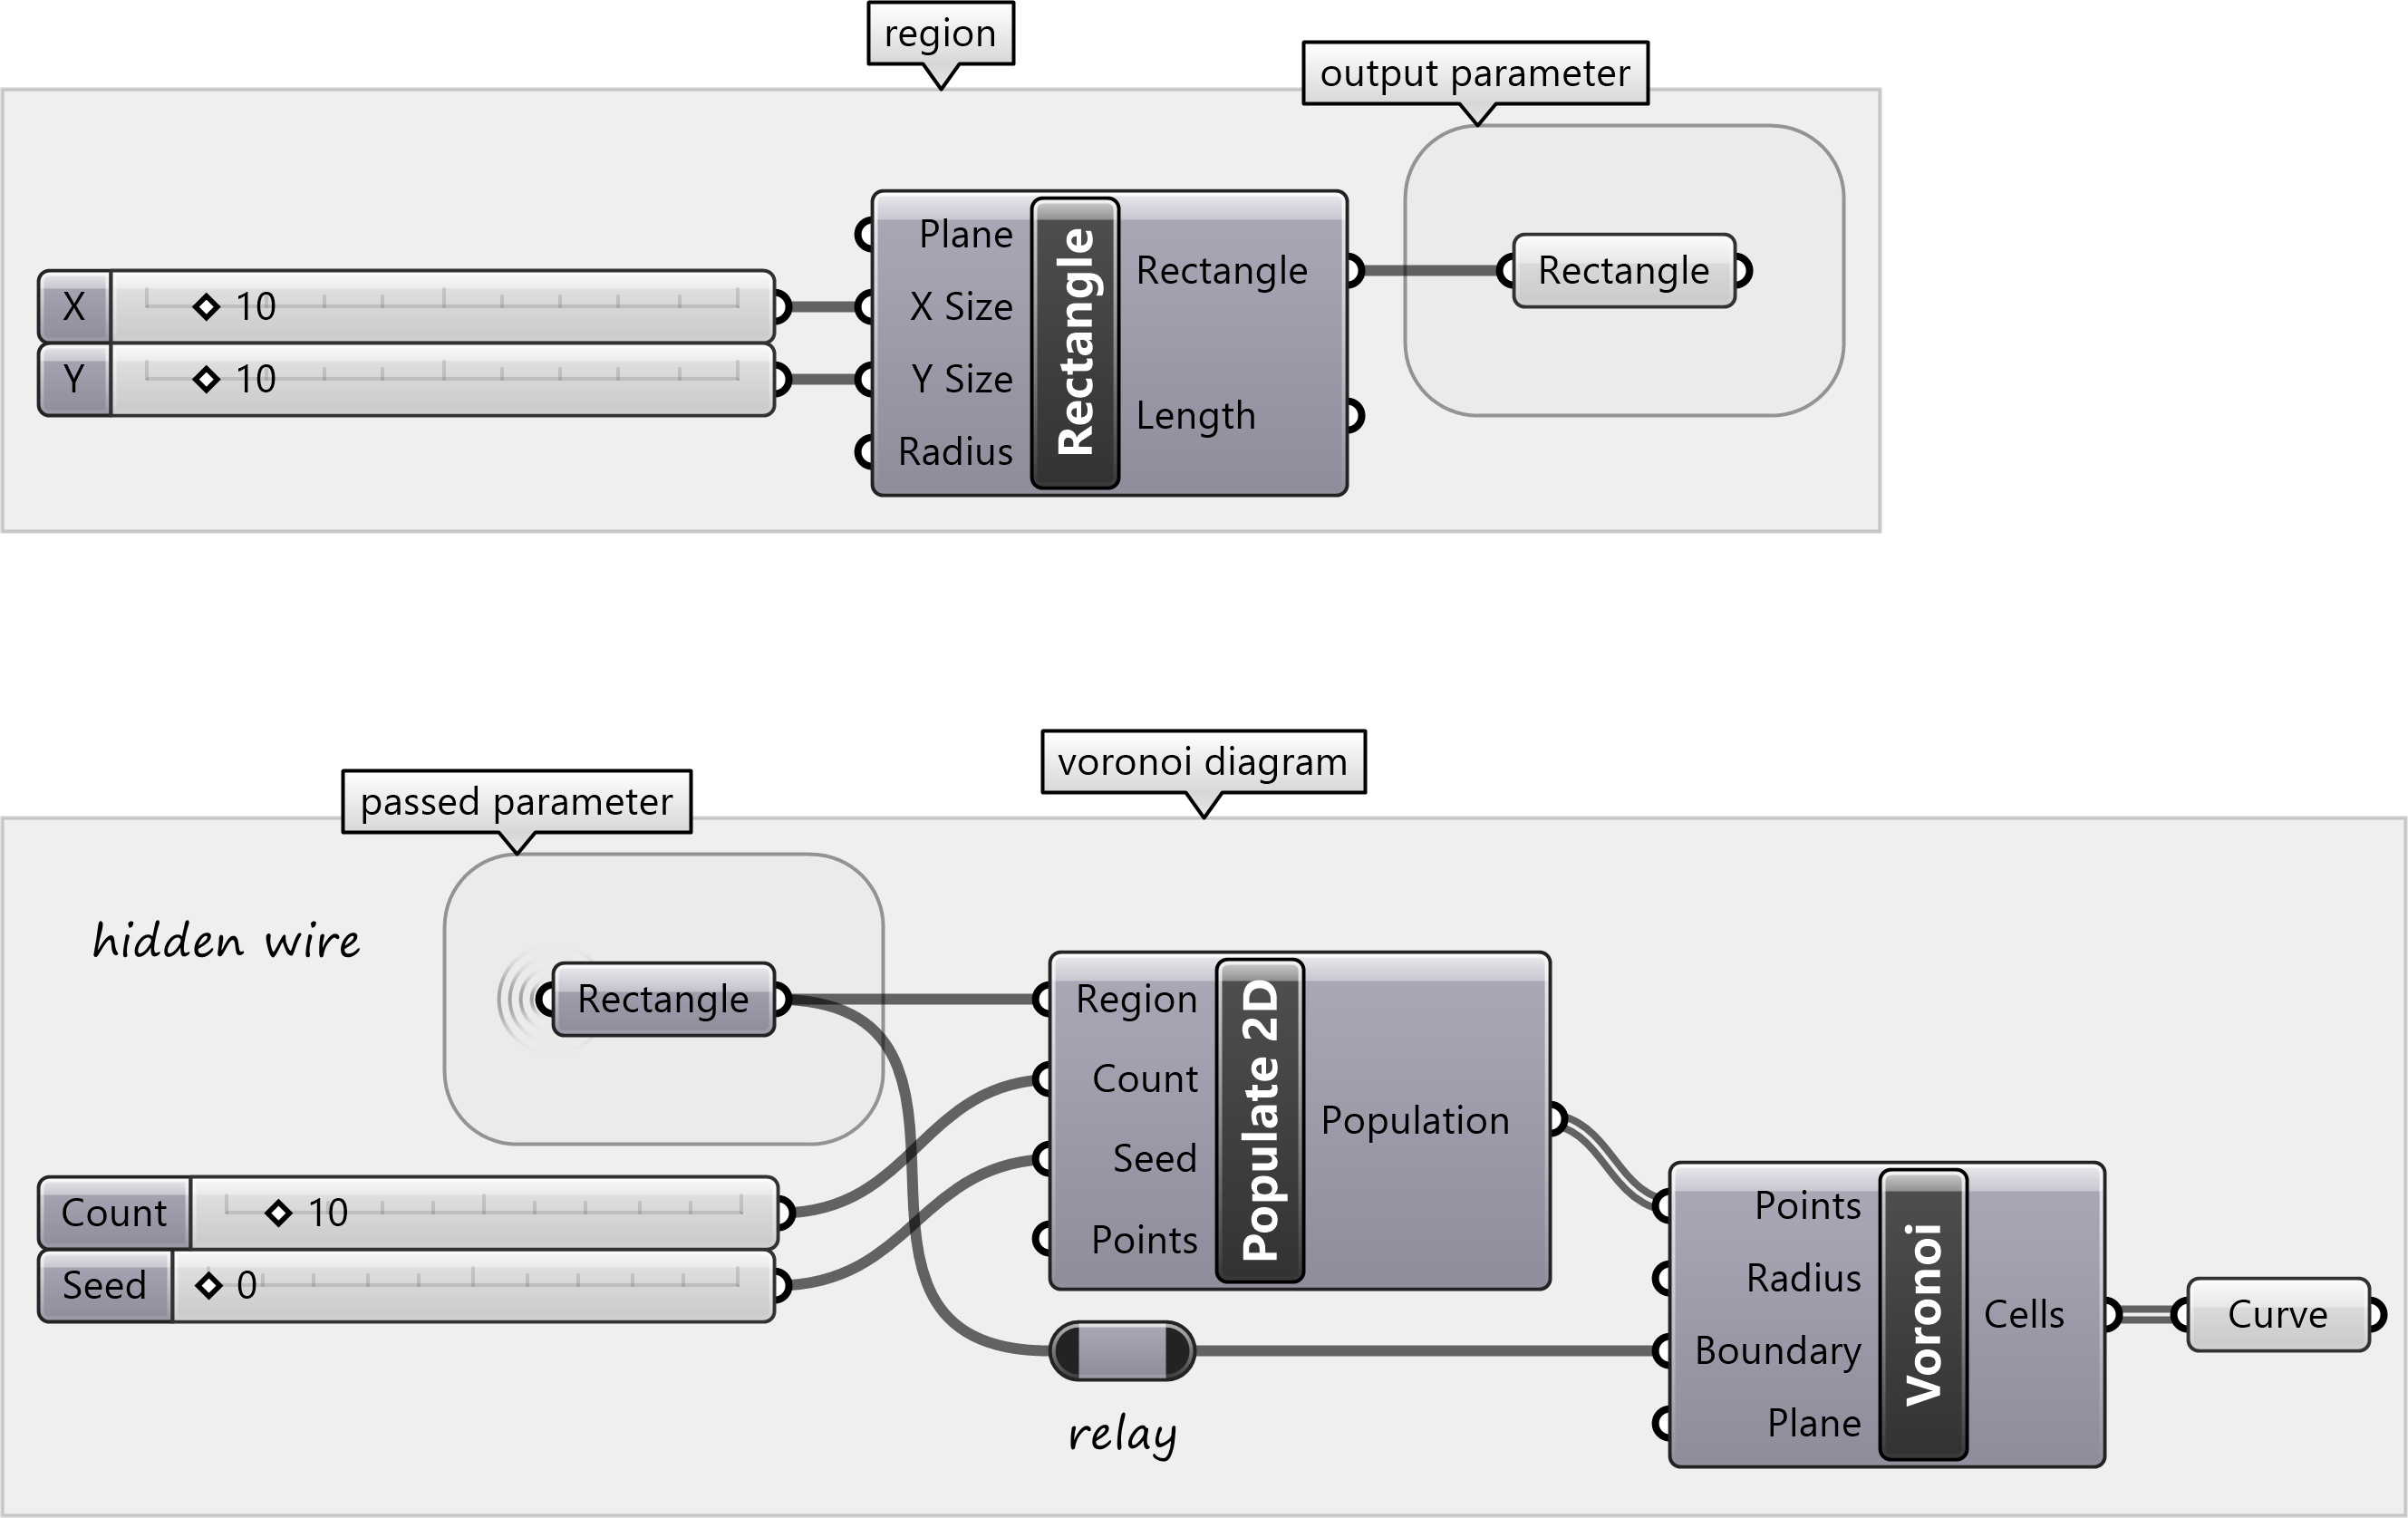 region
output parameter
Plane
X Size
Y Size
Radius
Rectangle
Rectangle
Length
Rectangle
X
10
Y
10
voronoi diagram
passed parameter
hidden wire
Rectangle
Region
Count
Seed
Points
Populate 2D
Population
Count
10
Seed
0
relay
Points
Radius
Boundary
Plane
Voronoi
Cells
Curve